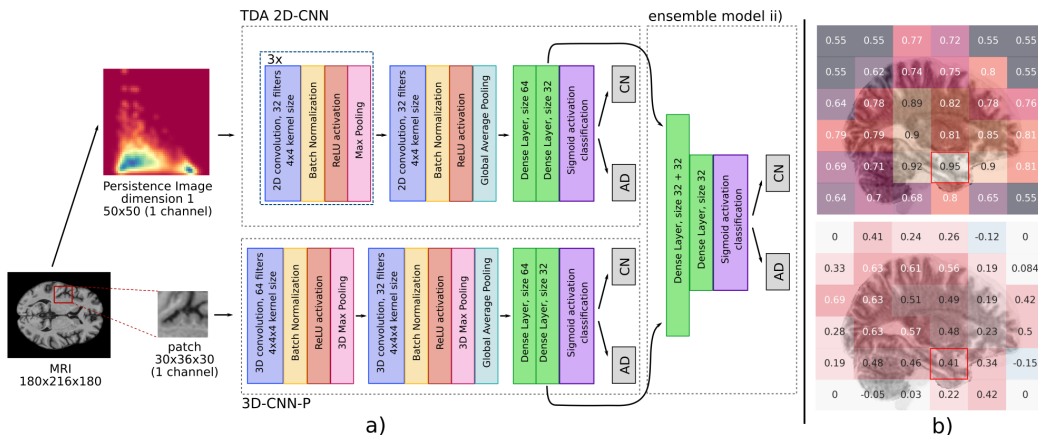 TDA 2D-CNN
ensemble model ii)
3x
2D convolution, 32 filters
4x4 kernel size
Batch Normalization
ReLU activation
Max Pooling
2D convolution, 32 filters
4x4 kernel size
Batch Normalization
ReLU activation
Global Average Pooling
Dense Layer, size 64
Dense Layer, size 32
Sigmoid activation
classification
CN
AD
Persistence Image
dimension 1
50x50 (1 channel)
Dense Layer, size 32 + 32
Dense Layer, size 32
Sigmoid activation
classification
CN
AD
3D convolution, 64 filters
4x4x4 kernel size
Batch Normalization
ReLU activation
3D Max Pooling
3D convolution, 32 filters
4x4x4 kernel size
Batch Normalization
ReLU activation
3D Max Pooling
Global Average Pooling
Dense Layer, size 64
Dense Layer, size 32
Sigmoid activation
classification
CN
AD
patch
30x36x30
(1 channel)
MRI
180x216x180
3D-CNN-P
a)
0.55 0.55 0.77 0.72 0.55 0.55
0.55 0.62 0.74 0.75 0.8 0.55
0.64 0.78 0.89 0.82 0.78 0.76
0.79 0.79 0.9 0.81 0.85 0.81
0.69 0.71 0.92 0.95 0.9 0.81
0.64 0.7 0.68 0.8 0.65 0.55
0 0.41 0.24 0.26 -0.12 0
0.33 0.63 0.61 0.56 0.19 0.084
0.69 0.63 0.51 0.49 0.19 0.42
0.28 0.63 0.57 0.48 0.23 0.5
0.19 0.48 0.46 0.41 0.34 -0.15
0 -0.05 0.03 0.22 0.42 0
b)